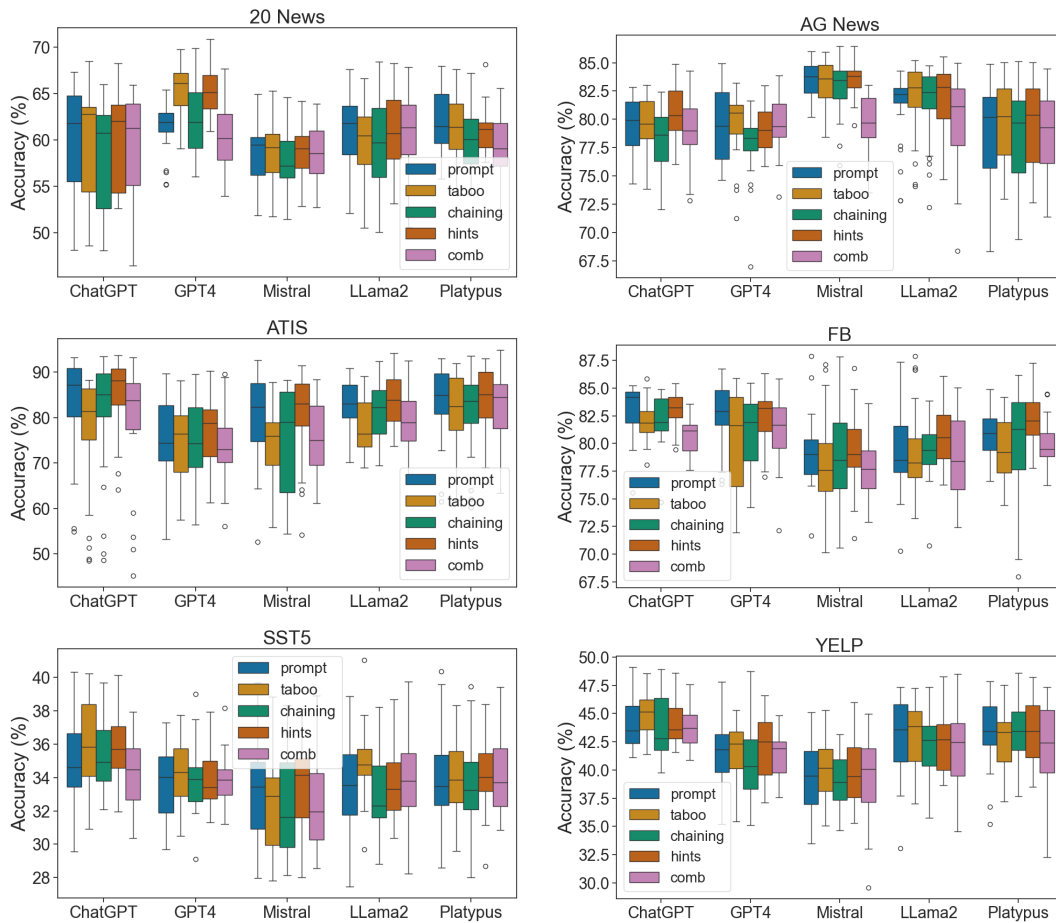 20 News
Accuracy (%)
70
65
60
55
50
prompt
taboo
chaining
hints
comb
ChatGPT GPT4 Mistral LLama2 Platypus
AG News
Accuracy (%)
85.0
82.5
80.0
77.5
75.0
72.5
70.0
67.5
prompt
taboo
chaining
hints
comb
ChatGPT GPT4 Mistral LLama2 Platypus
ATIS
Accuracy (%)
90
80
70
60
50
prompt
taboo
chaining
hints
comb
ChatGPT GPT4 Mistral LLama2 Platypus
FB
Accuracy (%)
87.5
85.0
82.5
80.0
77.5
75.0
72.5
70.0
67.5
prompt
taboo
chaining
hints
comb
ChatGPT GPT4 Mistral LLama2 Platypus
SST5
Accuracy (%)
40
38
36
34
32
30
28
prompt
taboo
chaining
hints
comb
ChatGPT GPT4 Mistral LLama2 Platypus
YELP
Accuracy (%)
50.0
47.5
45.0
42.5
40.0
37.5
35.0
32.5
30.0
prompt
taboo
chaining
hints
comb
ChatGPT GPT4 Mistral LLama2 Platypus